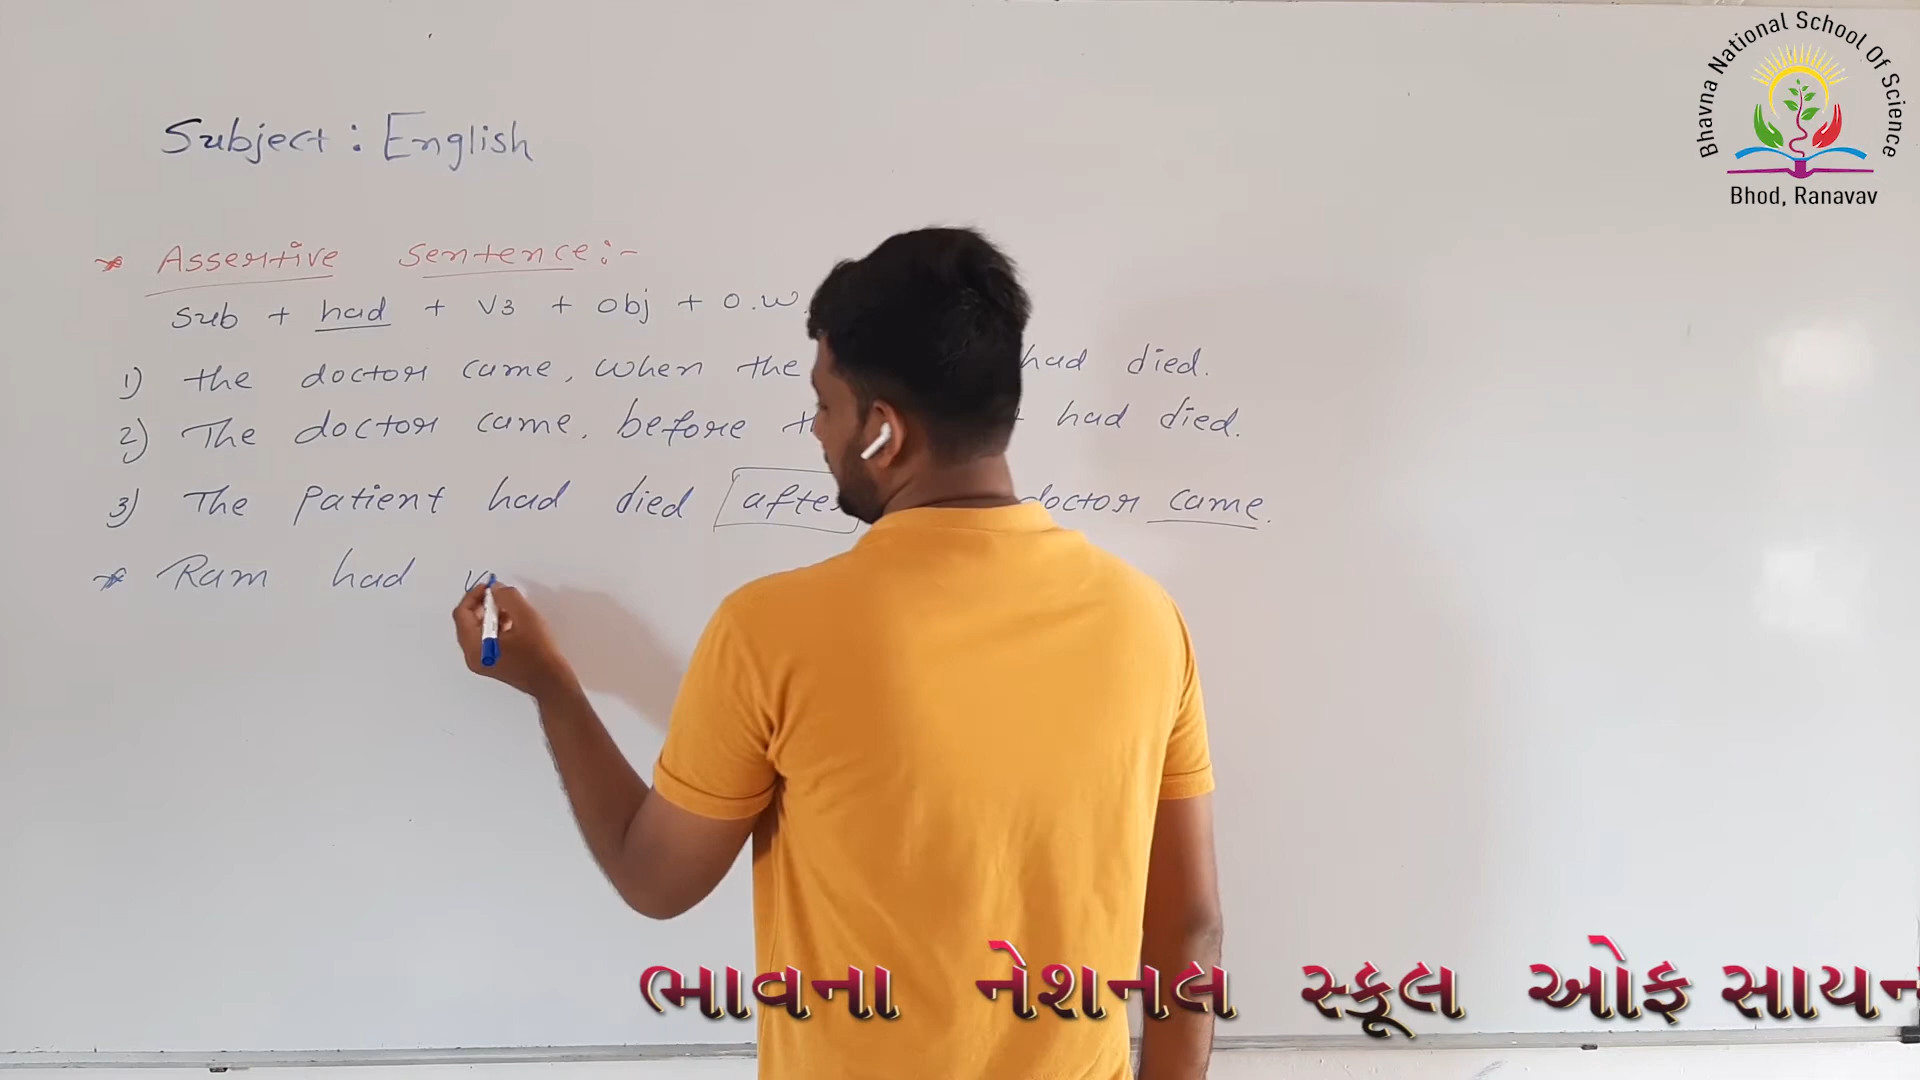 Bhavna National School Of Science
Bhod, Ranavav
Subject : English
* Assertive Sentence :-
Sub + had + V3 + obj + o.w.
1) the doctor came, when the had died.
2) The doctor came, before had died.
3) The Patient had died after doctor came.
* Ram had
ભાવના નેશનલ સ્કૂલ ઓફ સાયન